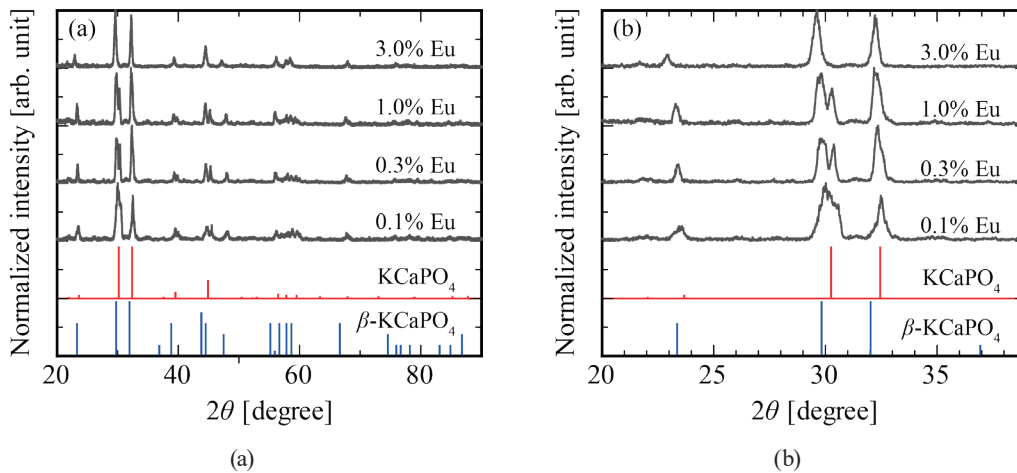 Normalized intensity [arb. unit]
(a)
3.0% Eu
1.0% Eu
0.3% Eu
0.1% Eu
KCaPO₄
β-KCaPO₄
20 40 60 80
2θ [degree]
(a)
Normalized intensity [arb. unit]
(b)
3.0% Eu
1.0% Eu
0.3% Eu
0.1% Eu
KCaPO₄
β-KCaPO₄
20 25 30 35
2θ [degree]
(b)